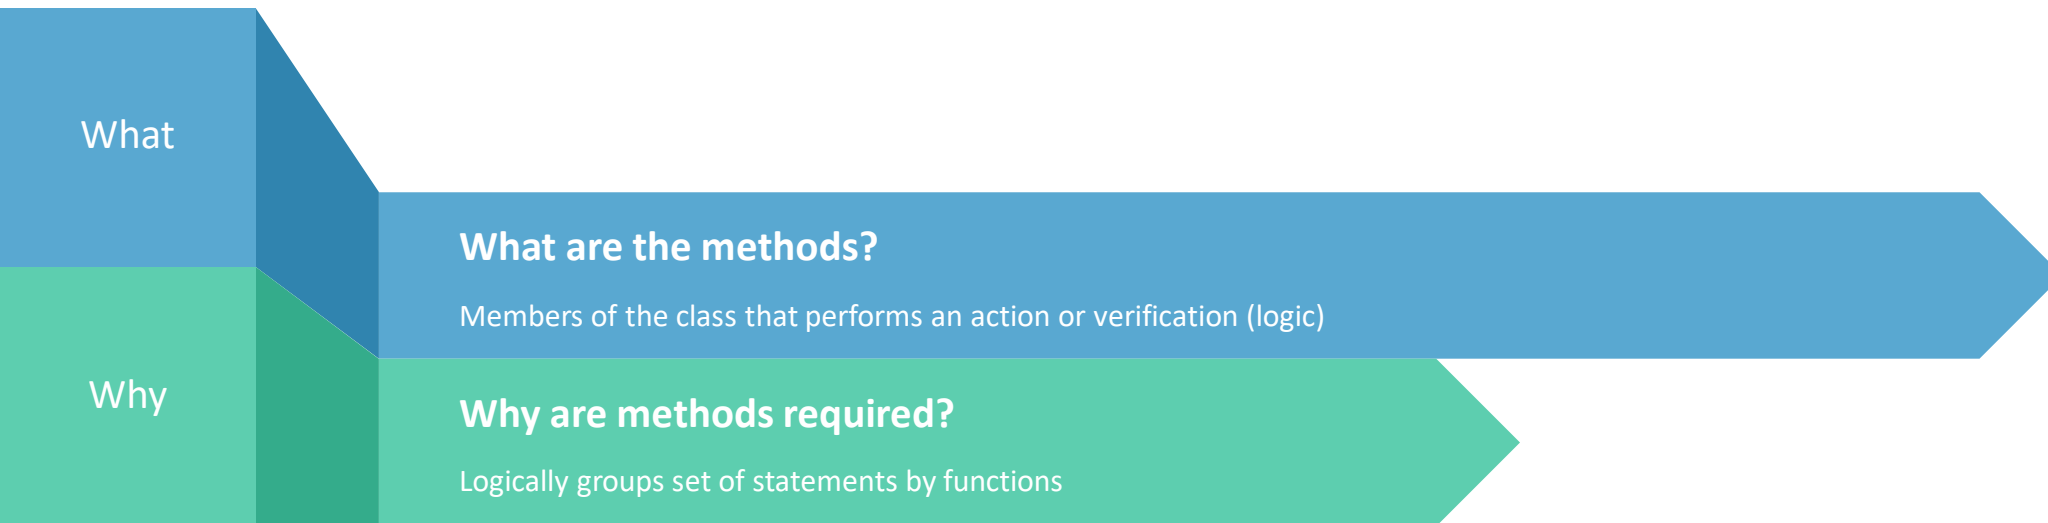 What
What are the methods?
Members of the class that performs an action or verification (logic)
Why
Why are methods required?
Logically groups set of statements by functions